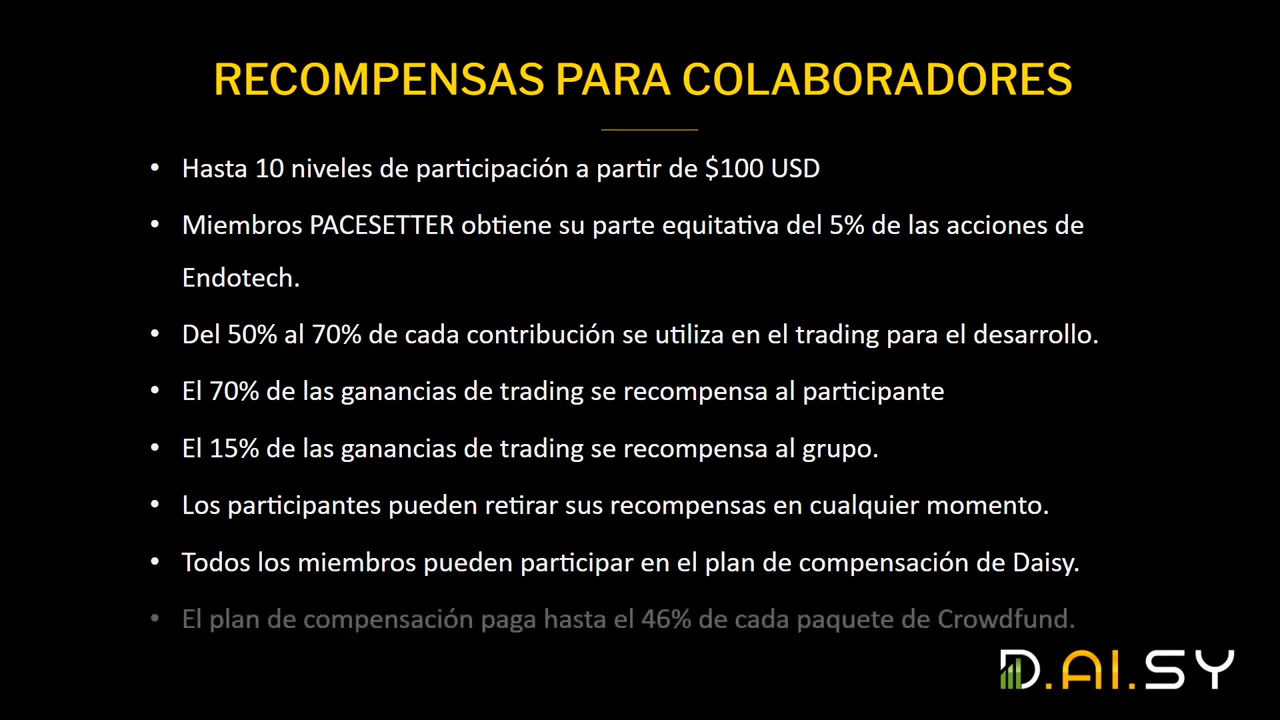 RECOMPENSAS PARA COLABORADORES
• Hasta 10 niveles de participación a partir de $100 USD
• Miembros PACESETTER obtiene su parte equitativa del 5% de las acciones de
Endotech.
• Del 50% al 70% de cada contribución se utiliza en el trading para el desarrollo.
• El 70% de las ganancias de trading se recompensa al participante
• El 15% de las ganancias de trading se recompensa al grupo.
• Los participantes pueden retirar sus recompensas en cualquier momento.
• Todos los miembros pueden participar en el plan de compensación de Daisy.
• El plan de compensación paga hasta el 46% de cada paquete de Crowdfund.
D.AI.SY